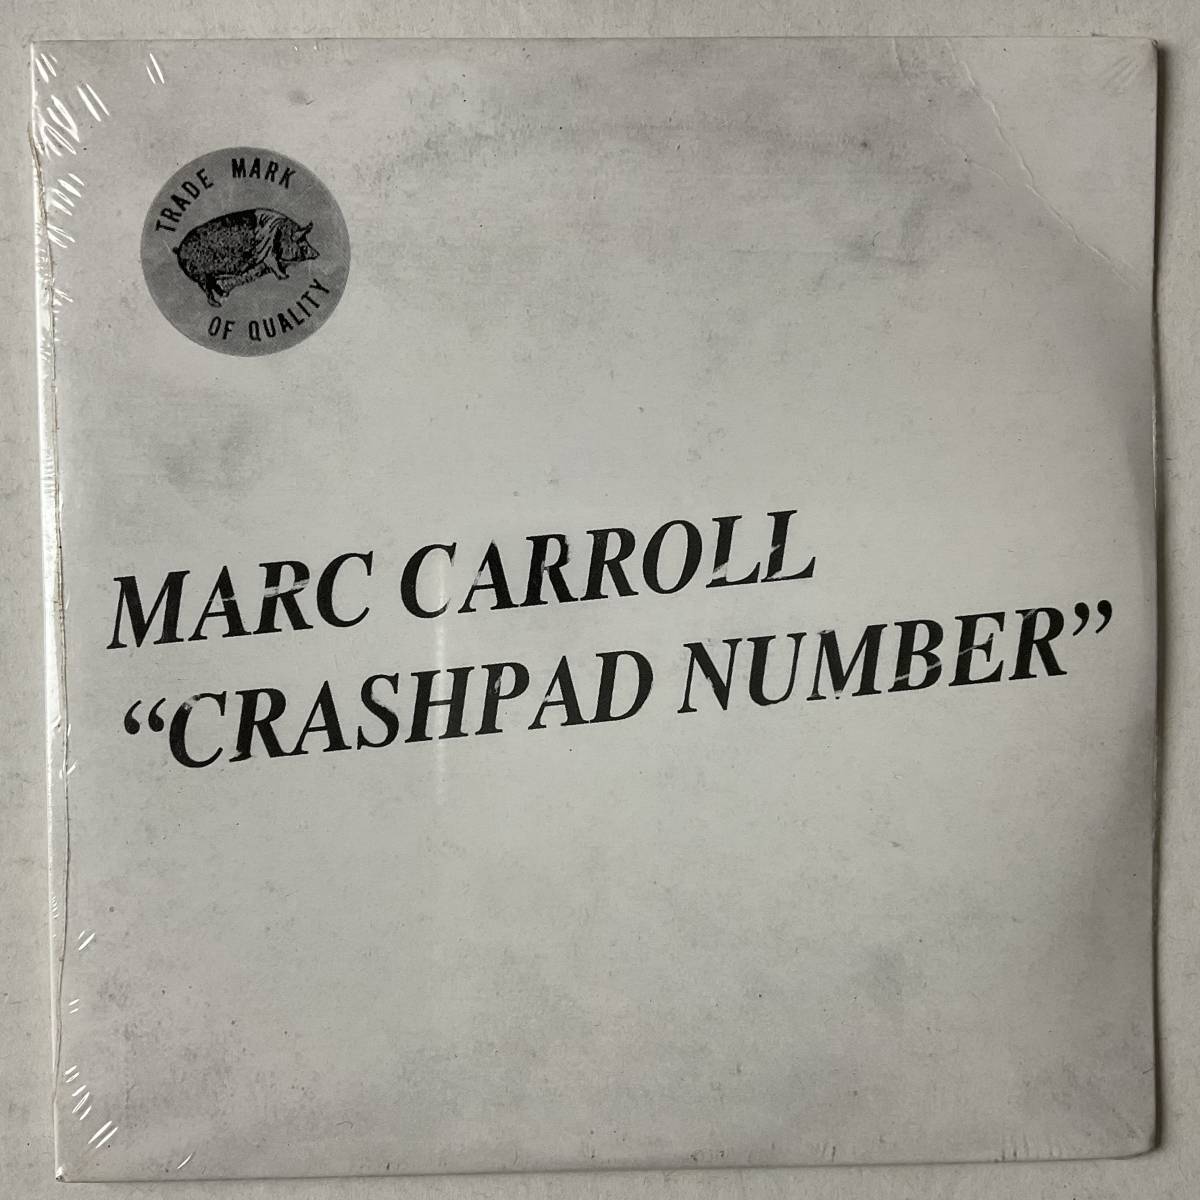 TRADE MARK
OF QUALITY
MARC CARROLL
“CRASHPAD NUMBER”